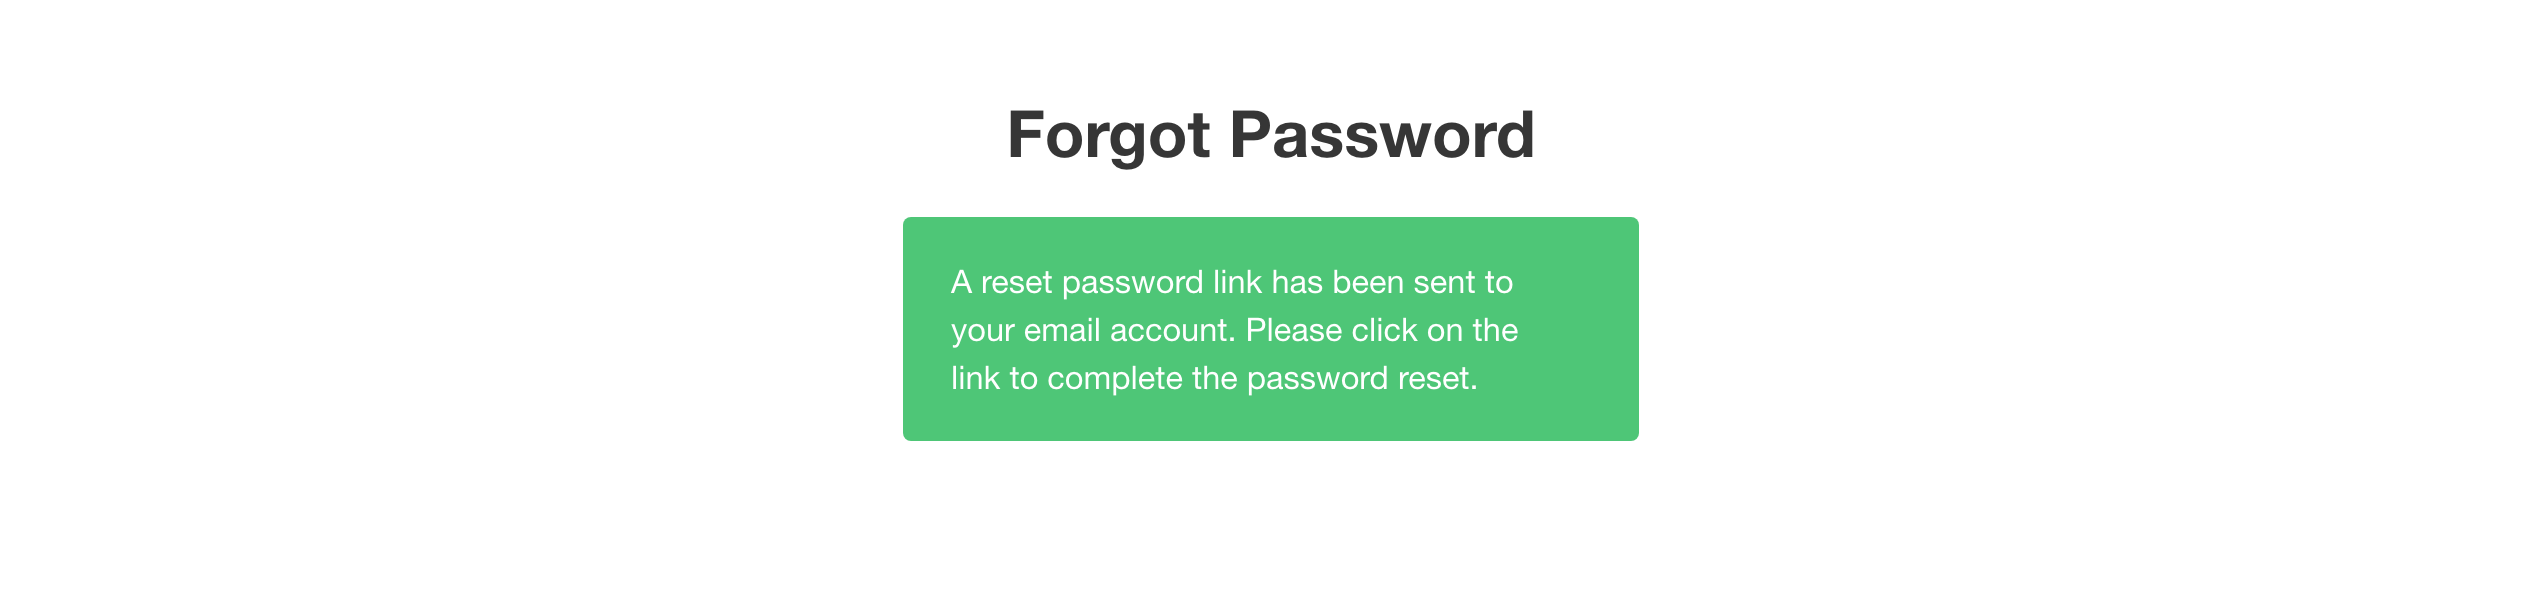 Forgot Password
A reset password link has been sent to
your email account. Please click on the
link to complete the password reset.